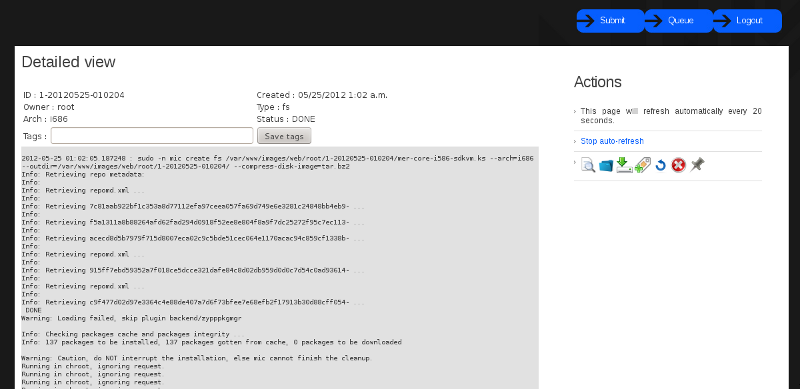 Submit
Queue
Logout
Detailed view
ID : 1-20120525-010204
Created : 05/25/2012 1:02 a.m.
Owner : root
Type : fs
Arch : i686
Status : DONE
Tags :
Save tags
2012-05-25 01:02:05.187248 : sudo -n mic create fs /var/www/images/web/root/1-20120525-010204/mer-core-i586-sdkvm.ks --arch=i686
--outdir=/var/www/images/web/root/1-20120525-010204/ --compress-disk-image=tar.bz2
Info: Retrieving repo metadata:
Info:
Info: Retrieving repomd.xml ...
Info:
Info: Retrieving 7c81aab922bf1c353a8d77112efa97ceea057fa69d749e6e3281c24848bb4eb9- ...
Info:
Info: Retrieving f5a1311a8b88264afd62fad294d0918f52ee8e804f8a9f7dc25272f95c7ec113- ...
Info:
Info:
Info: Retrieving acecd8d5b7979f715d8007eca02c9c5bde51cec064e1170acac94c859cf1338b- ...
Info:
Info: Retrieving repomd.xml ...
Info:
Info: Retrieving 915ff7ebd59352a7f018ce5dcce321dafe84c8d02db959d0d0c7d54c0ad93614- ...
Info:
Info: Retrieving repomd.xml ...
Info:
Info: Retrieving c9f477d02d97e3364c4e88de407a7d6f73bfee7e68efb2f17913b30d88cff054- ...
DONE
Warning: Loading failed, skip plugin backend/zypppkgmgr
Info: Checking packages cache and packages integrity ...
Info: 137 packages to be installed, 137 packages gotten from cache, 0 packages to be downloaded
Warning: Caution, do NOT interrupt the installation, else mic cannot finish the cleanup.
Running in chroot, ignoring request.
Running in chroot, ignoring request.
Running in chroot, ignoring request.
Actions
This page will refresh automatically every 20
seconds.
Stop auto-refresh